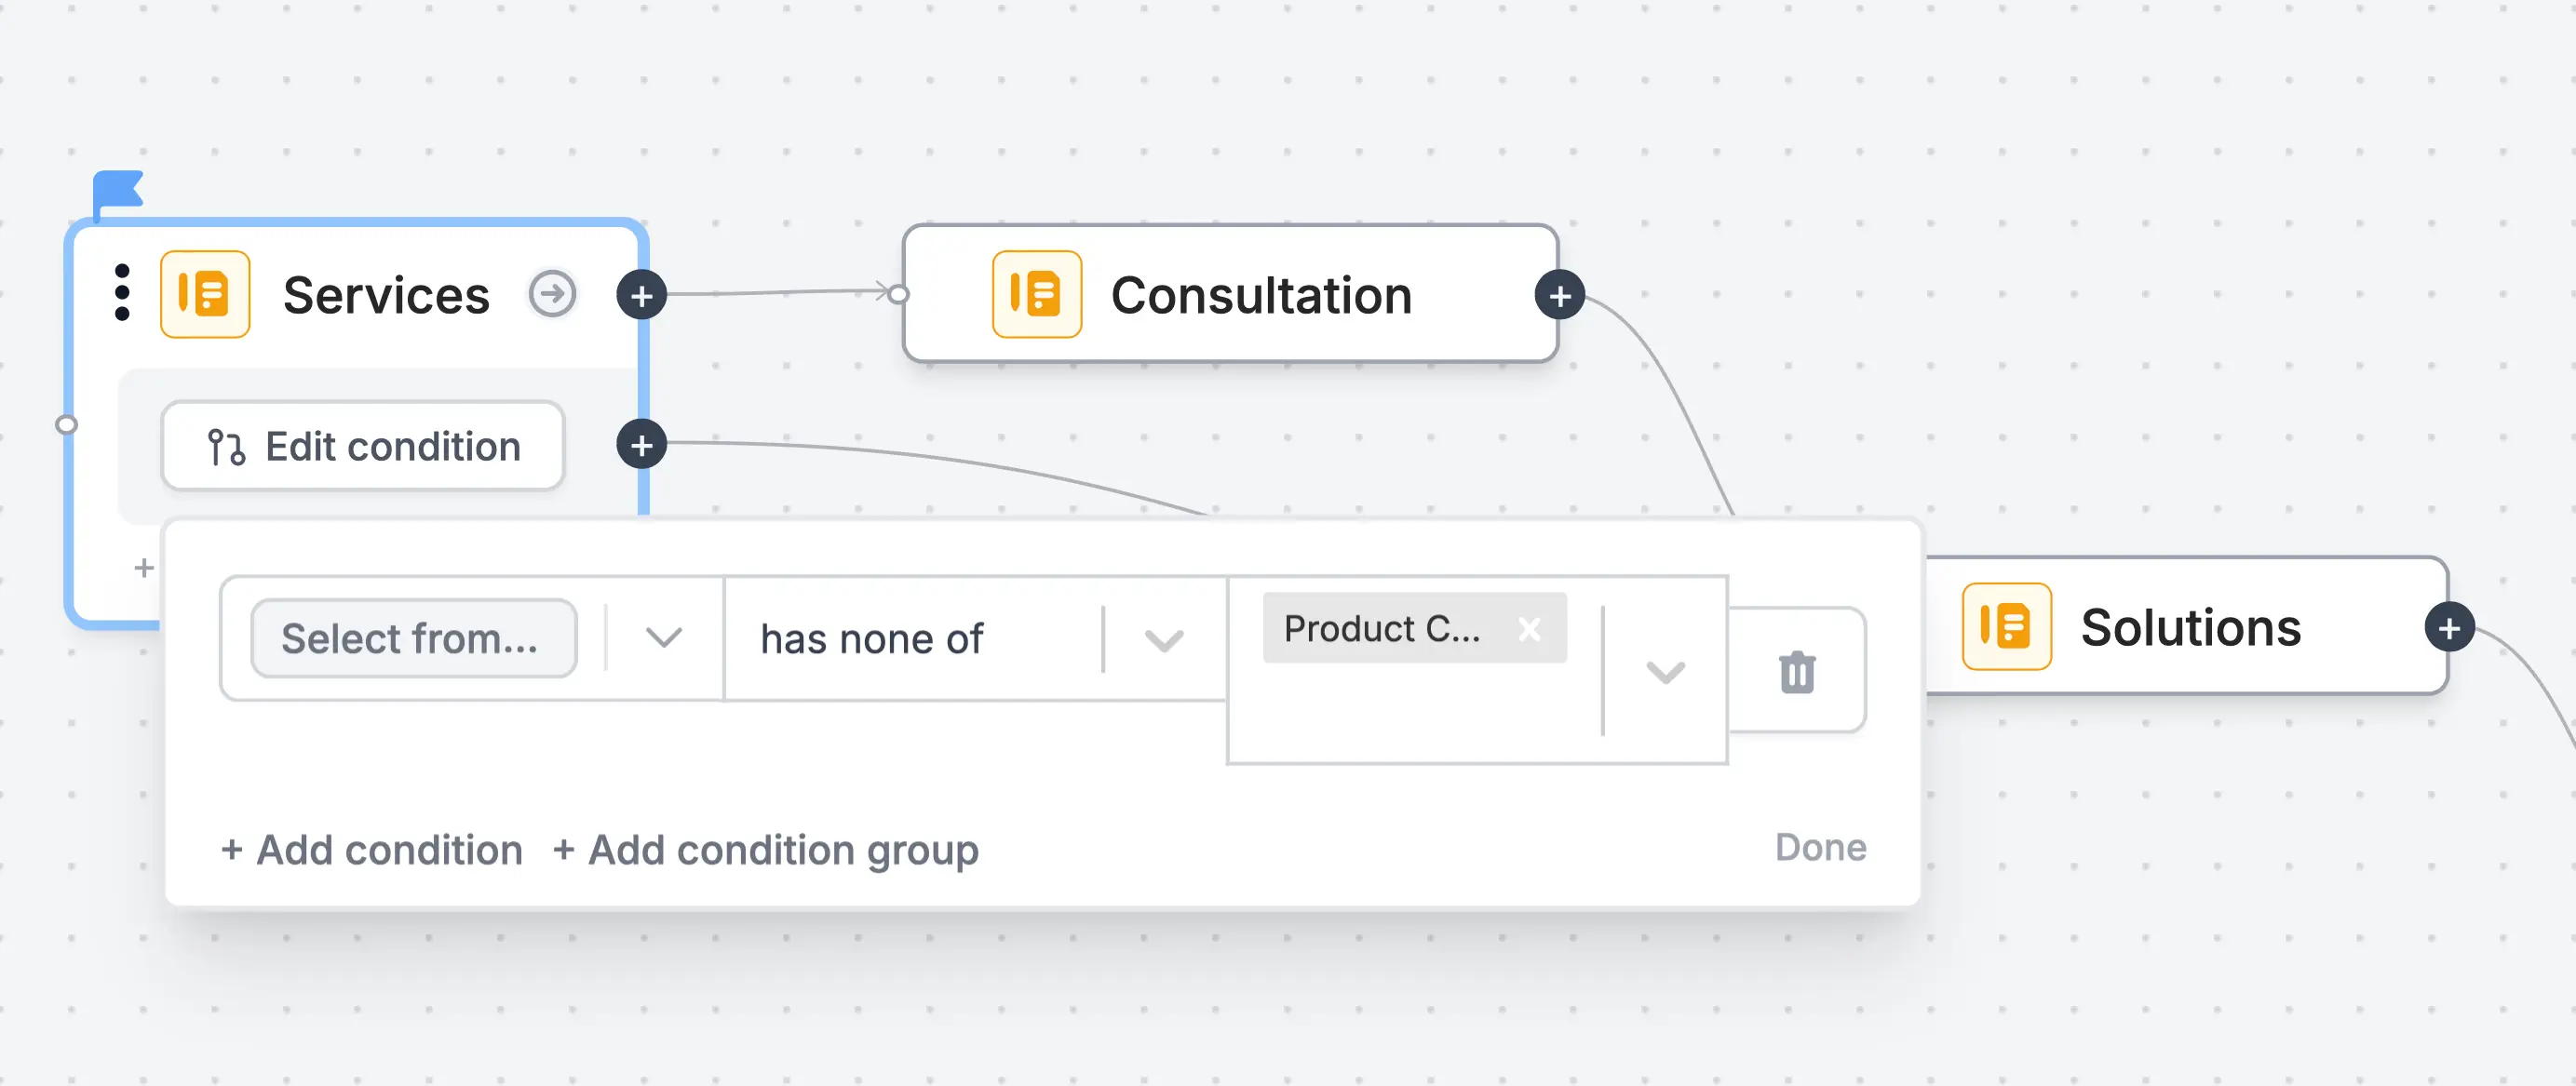 Services
Consultation
Edit condition
Select from...
has none of
Product C...
Solutions
+ Add condition
+ Add condition group
Done